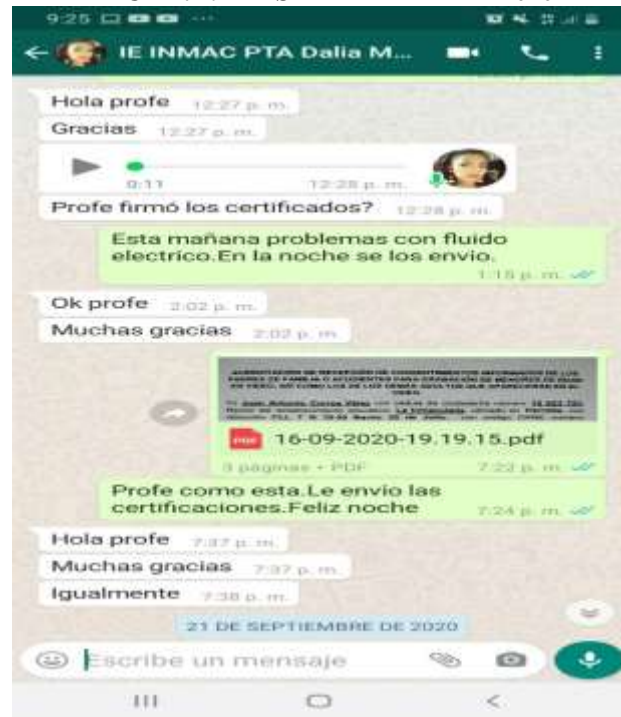 9:25
IE INMAC PTA Dalia M...
Hola profe 12:27 p. m.
Gracias 12:27 p. m.
0:11 12:28 p. m.
Profe firmó los certificados? 12:28 p. m.
Esta mañana problemas con fluido
electrico.En la noche se los envio.
1:15 p. m.
Ok profe 2:02 p. m.
Muchas gracias 2:02 p. m.
PDF 16-09-2020-19.19.15.pdf
3 páginas • PDF 7:22 p. m.
Profe como esta.Le envio las
certificaciones.Feliz noche 7:24 p. m.
Hola profe 7:37 p. m.
Muchas gracias 7:37 p. m.
Igualmente 7:38 p. m.
21 DE SEPTIEMBRE DE 2020
Escribe un mensaje